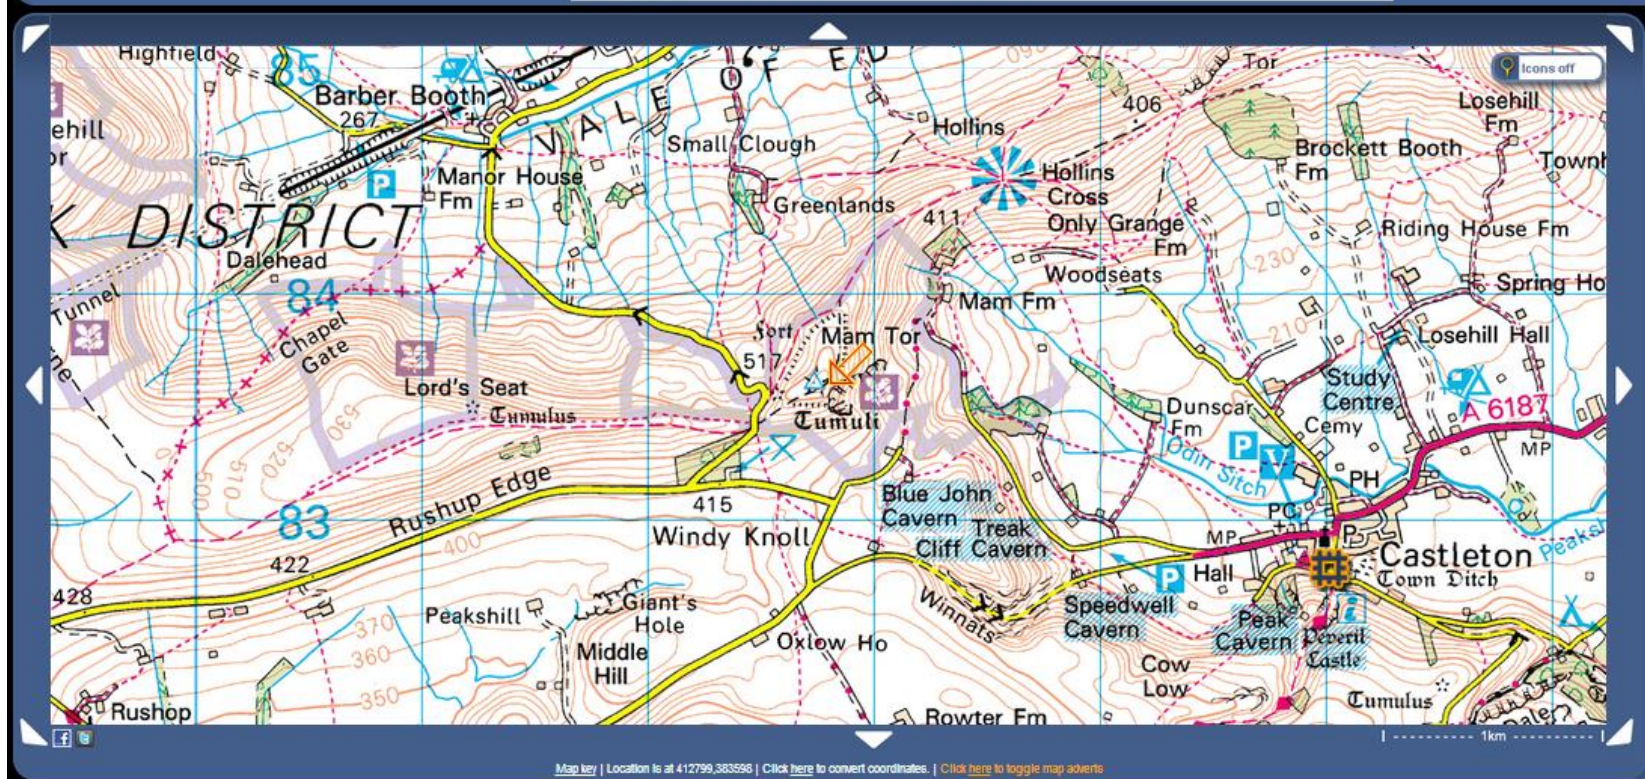 Highfield
85
VALE OF ED
Tor
Icons off
Barber Booth
267
406
Losehill
Fm
ehill
or
Small Clough
Hollins
Brockett Booth
Fm
P
Manor House
Fm
Hollins
Cross
K DISTRICT
Greenlands
411
Only Grange
Fm
Riding House Fm
Dalehead
230
Woodseats
Spring Ho
84
Tunnel
Mam Fm
Chapel
Gate
Fort
Mam Tor
210
Losehill Hall
517
Lord's Seat
Study
Centre
A 6187
Tumulus
Tumuli
Dunscar
Fm
Cemy
MP
530
520
510
500
P
V
Odin Sitch
PH
Rushup Edge
415
Blue John
Cavern
83
Treak
Cliff Cavern
PC
Windy Knoll
400
MP
P
Castleton
422
Hall
Town Ditch
428
P
Peakshill
Giant's
Hole
Winnats
Speedwell
Cavern
Peak
Cavern
Peveril
Castle
370
360
350
Middle
Hill
Oxlow Ho
Cow
Low
Tumulus
Rushop
Rowter Fm
1km
Map key | Location is at 412799,383598 | Click here to convert coordinates. | Click here to toggle map adverts